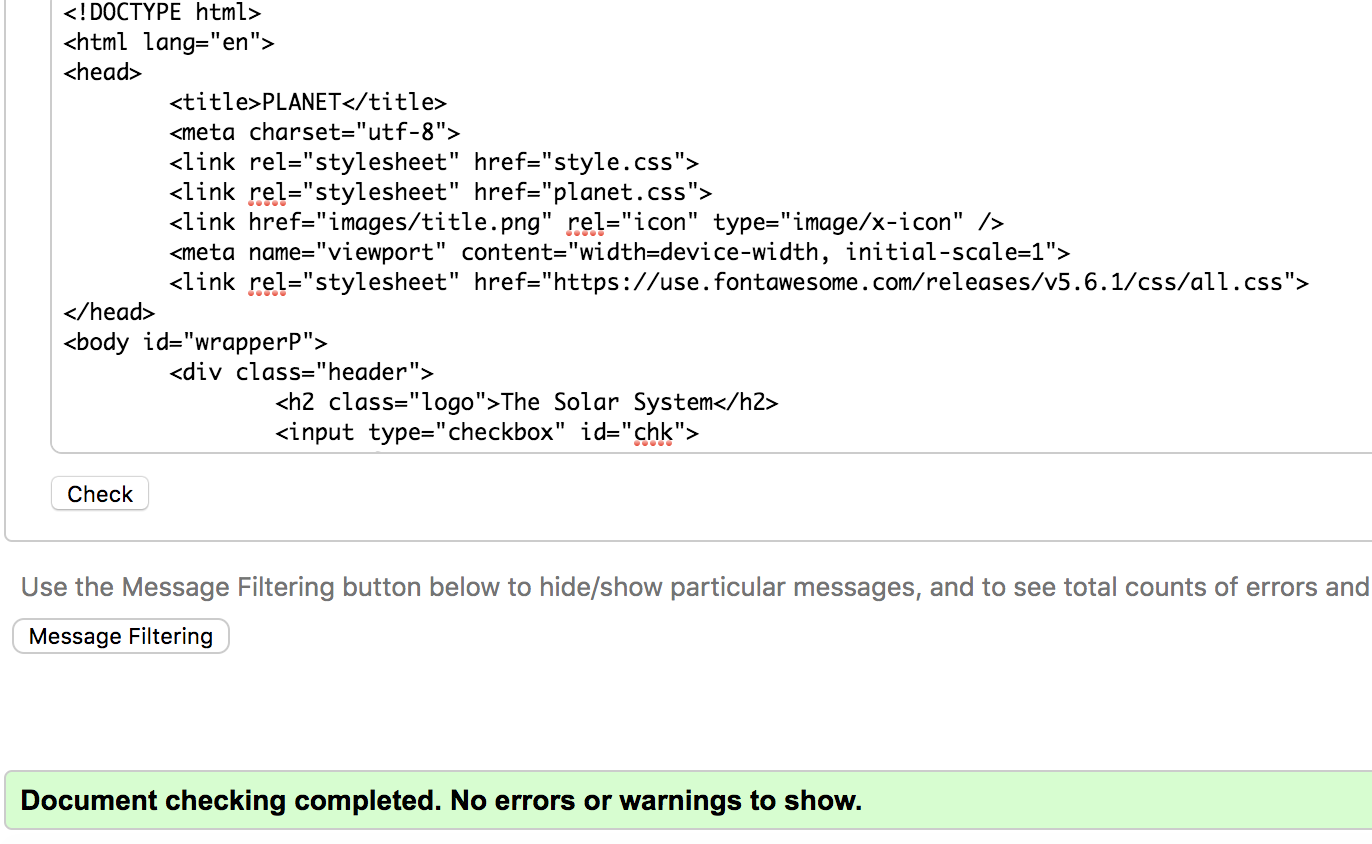 <!DOCTYPE html>
<html lang="en">
<head>
<title>PLANET</title>
<meta charset="utf-8">
<link rel="stylesheet" href="style.css">
<link rel="stylesheet" href="planet.css">
<link href="images/title.png" rel="icon" type="image/x-icon" />
<meta name="viewport" content="width=device-width, initial-scale=1">
<link rel="stylesheet" href="https://use.fontawesome.com/releases/v5.6.1/css/all.css">
</head>
<body id="wrapperP">
<div class="header">
<h2 class="logo">The Solar System</h2>
<input type="checkbox" id="chk">
Check
Use the Message Filtering button below to hide/show particular messages, and to see total counts of errors and
Message Filtering
Document checking completed. No errors or warnings to show.